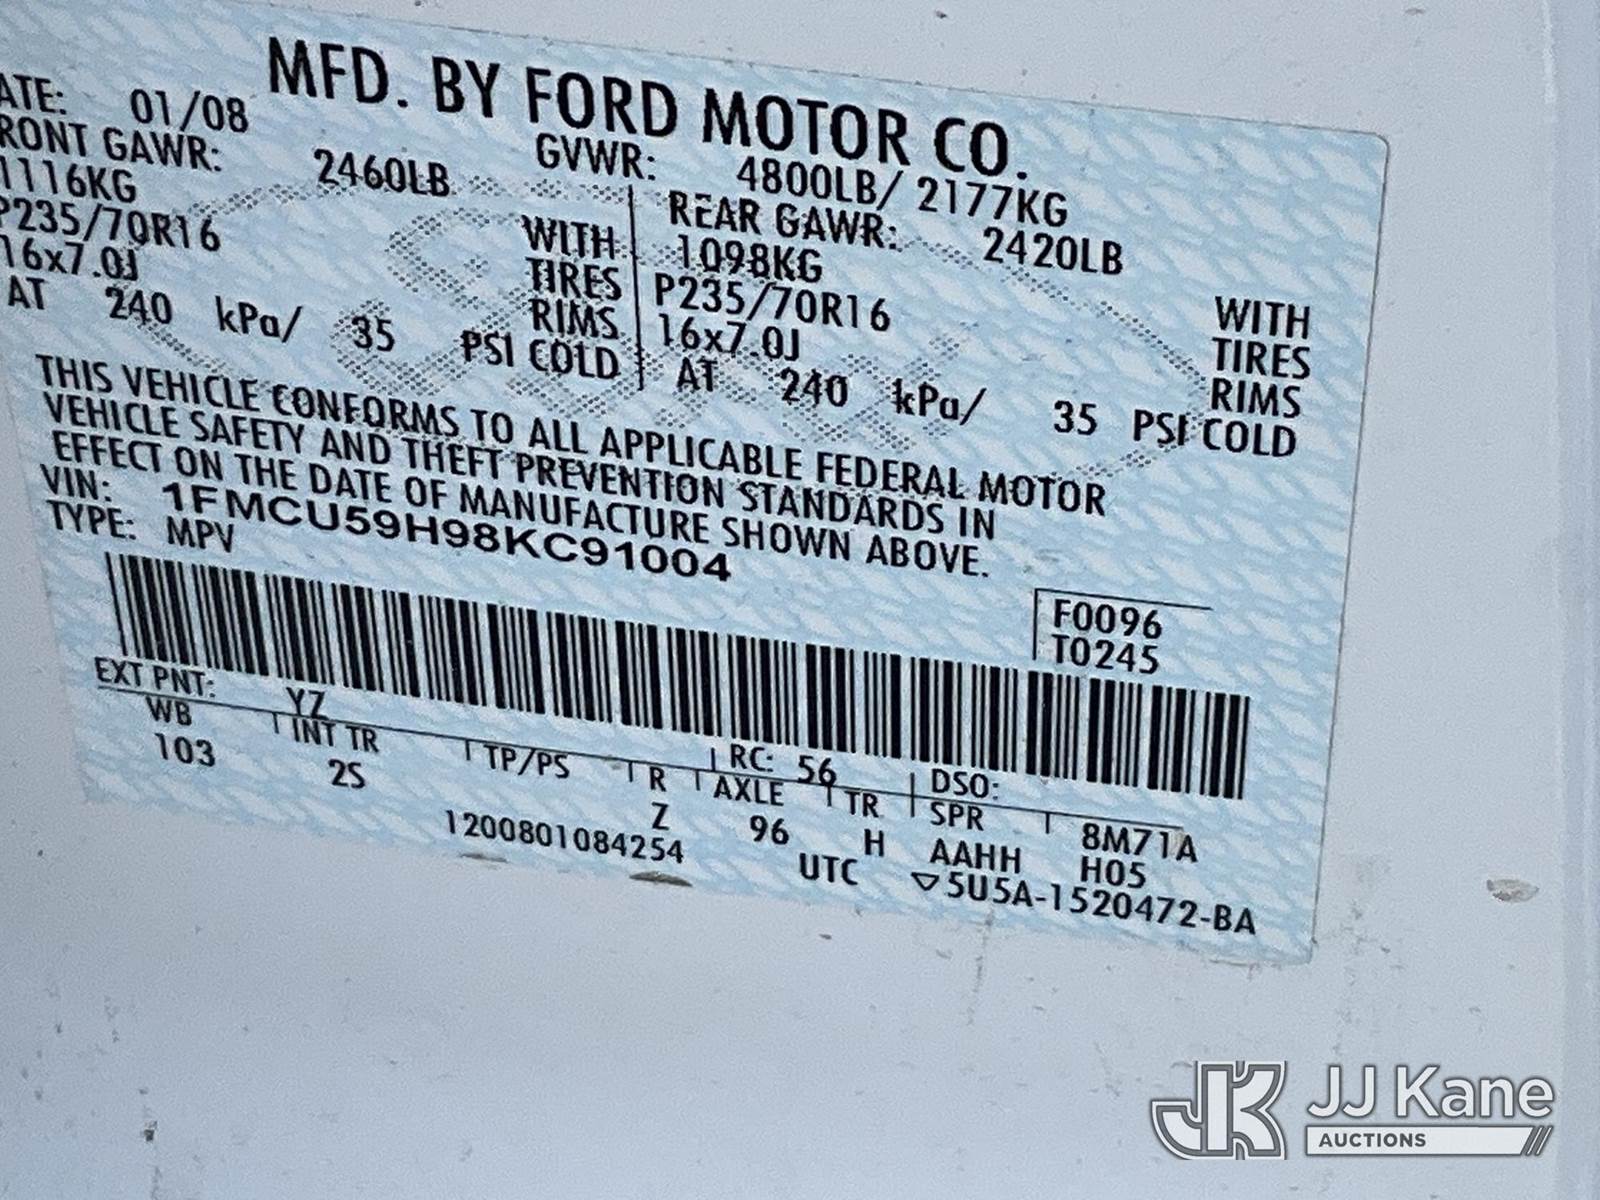 MFD. BY FORD MOTOR CO.
ATE: 01/08 GVWR: 4800LB/ 2177KG
RONT GAWR: 2460LB REAR GAWR: 2420LB
1116KG WITH 1098KG WITH
P235/70R16 TIRES P235/70R16 TIRES
16x7.0J RIMS 16x7.0J RIMS
AT 240 kPa/ 35 PSI COLD AT 240 kPa/ 35 PSI COLD
THIS VEHICLE CONFORMS TO ALL APPLICABLE FEDERAL MOTOR
VEHICLE SAFETY AND THEFT PREVENTION STANDARDS IN
EFFECT ON THE DATE OF MANUFACTURE SHOWN ABOVE.
VIN: 1FMCU59H98KC91004
TYPE: MPV
F0096
T0245
EXT PNT: YZ RC: 56 DSO:
WB INT TR TP/PS R AXLE TR SPR 8M71A
103 2S Z 96 H AAHH H05
1200801084254 UTC ▽5U5A-1520472-BA
JK JJ Kane
AUCTIONS